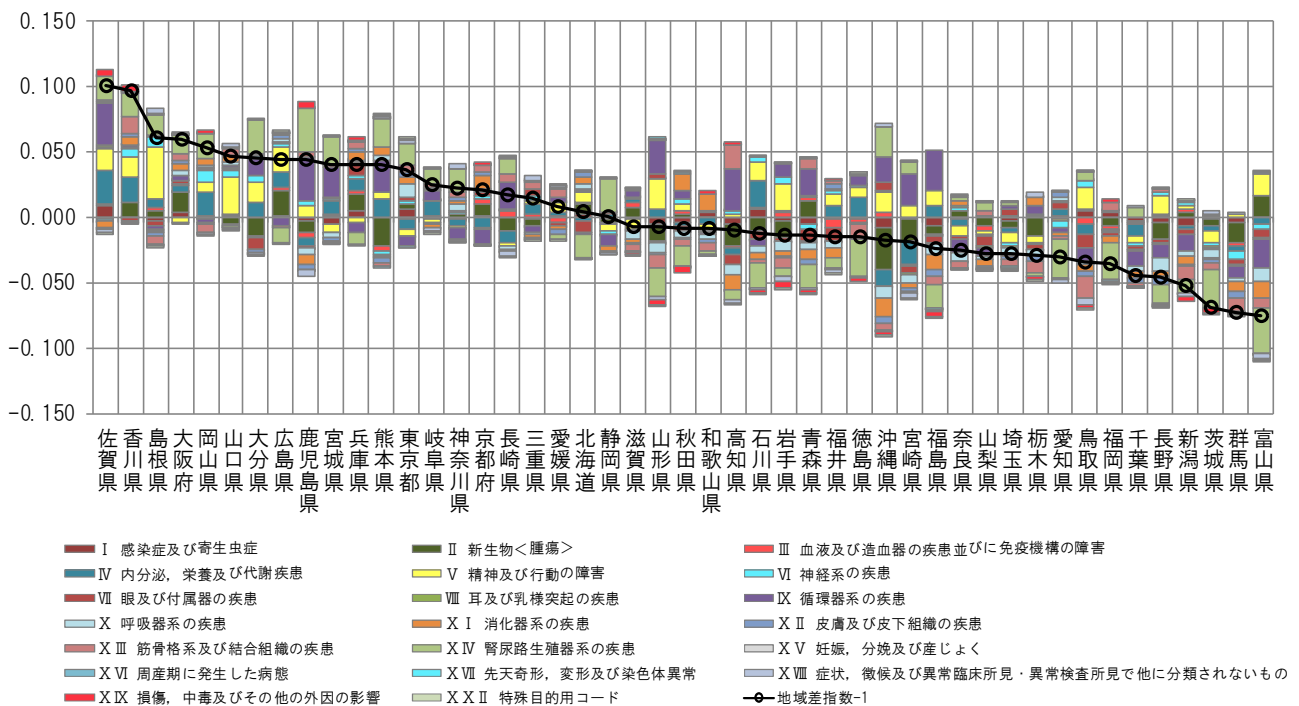 0.150
0.100
0.050
0.000
-0.050
-0.100
-0.150
佐賀県
香川県
島根県
大阪府
岡山県
山口県
大分県
広島県
鹿児島県
宮城県
兵庫県
熊本県
東京都
岐阜県
神奈川県
京都府
長崎県
三重県
愛媛県
北海道
静岡県
滋賀県
山形県
秋田県
和歌山県
高知県
石川県
岩手県
青森県
福井県
徳島県
沖縄県
宮崎県
福島県
奈良県
山梨県
埼玉県
栃木県
愛知県
鳥取県
福岡県
千葉県
長野県
新潟県
茨城県
群馬県
富山県
Ⅰ 感染症及び寄生虫症
Ⅱ 新生物<腫瘍>
Ⅲ 血液及び造血器の疾患並びに免疫機構の障害
Ⅳ 内分泌，栄養及び代謝疾患
Ⅴ 精神及び行動の障害
Ⅵ 神経系の疾患
Ⅶ 眼及び付属器の疾患
Ⅷ 耳及び乳様突起の疾患
Ⅸ 循環器系の疾患
Ⅹ 呼吸器系の疾患
ⅩⅠ 消化器系の疾患
ⅩⅡ 皮膚及び皮下組織の疾患
ⅩⅢ 筋骨格系及び結合組織の疾患
ⅩⅣ 腎尿路生殖器系の疾患
ⅩⅤ 妊娠，分娩及び産じょく
ⅩⅥ 周産期に発生した病態
ⅩⅦ 先天奇形，変形及び染色体異常
ⅩⅧ 症状，徴候及び異常臨床所見・異常検査所見で他に分類されないもの
ⅩⅨ 損傷，中毒及びその他の外因の影響
ⅩⅩⅡ 特殊目的用コード
地域差指数-1